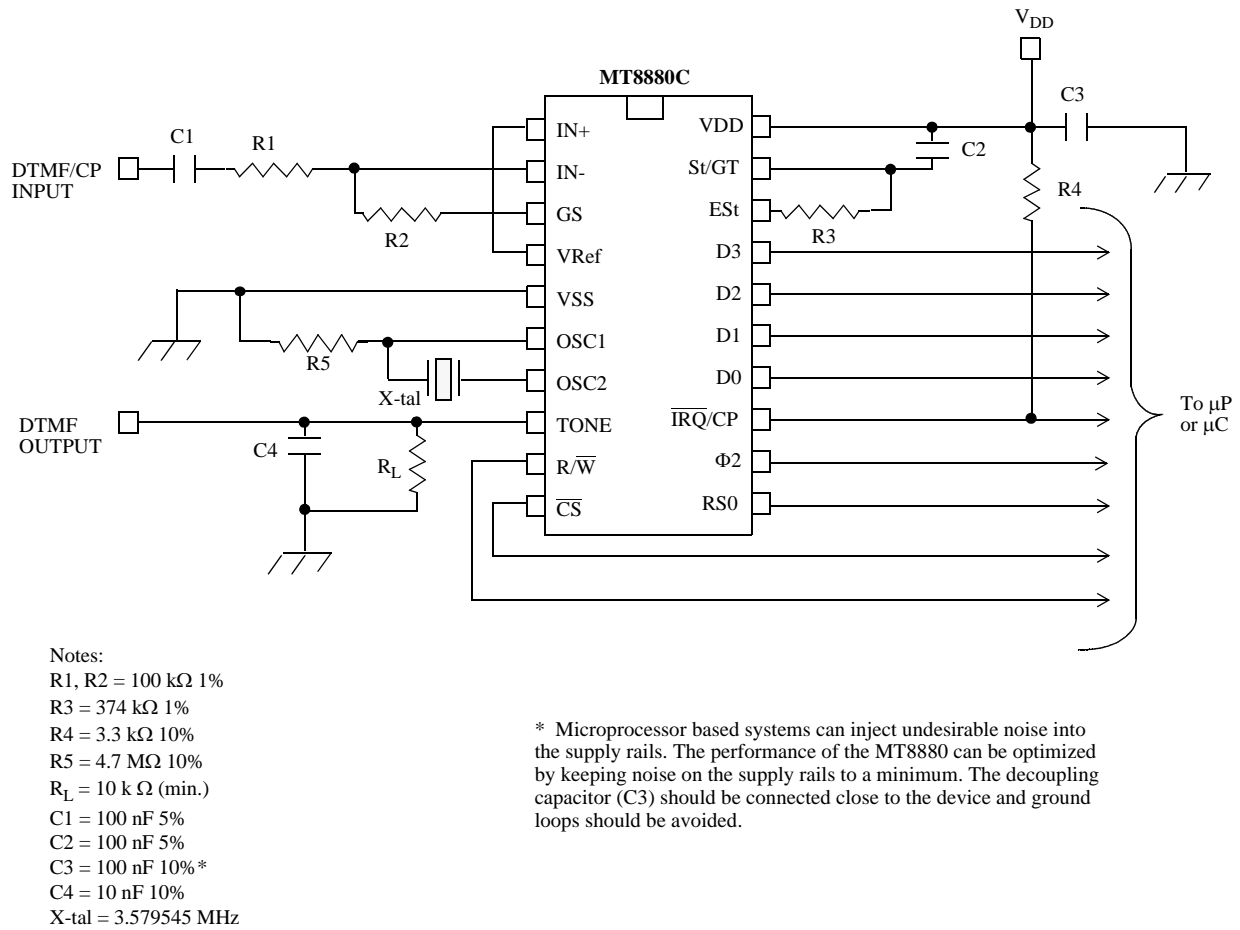 V_DD
MT8880C
C3
C1
R1
IN+
VDD
C2
DTMF/CP
INPUT
IN-
St/GT
R4
GS
ESt
R2
R3
VRef
D3
VSS
D2
OSC1
D1
R5
OSC2
D0
X-tal
To μP
or μC
DTMF
OUTPUT
TONE
I̅R̅Q̅/CP
C4
R_L
R/W̅
Φ2
C̅S̅
RS0
Notes:
R1, R2 = 100 kΩ 1%
R3 = 374 kΩ 1%
R4 = 3.3 kΩ 10%
R5 = 4.7 MΩ 10%
R_L = 10 k Ω (min.)
C1 = 100 nF 5%
C2 = 100 nF 5%
C3 = 100 nF 10%*
C4 = 10 nF 10%
X-tal = 3.579545 MHz
* Microprocessor based systems can inject undesirable noise into
the supply rails. The performance of the MT8880 can be optimized
by keeping noise on the supply rails to a minimum. The decoupling
capacitor (C3) should be connected close to the device and ground
loops should be avoided.